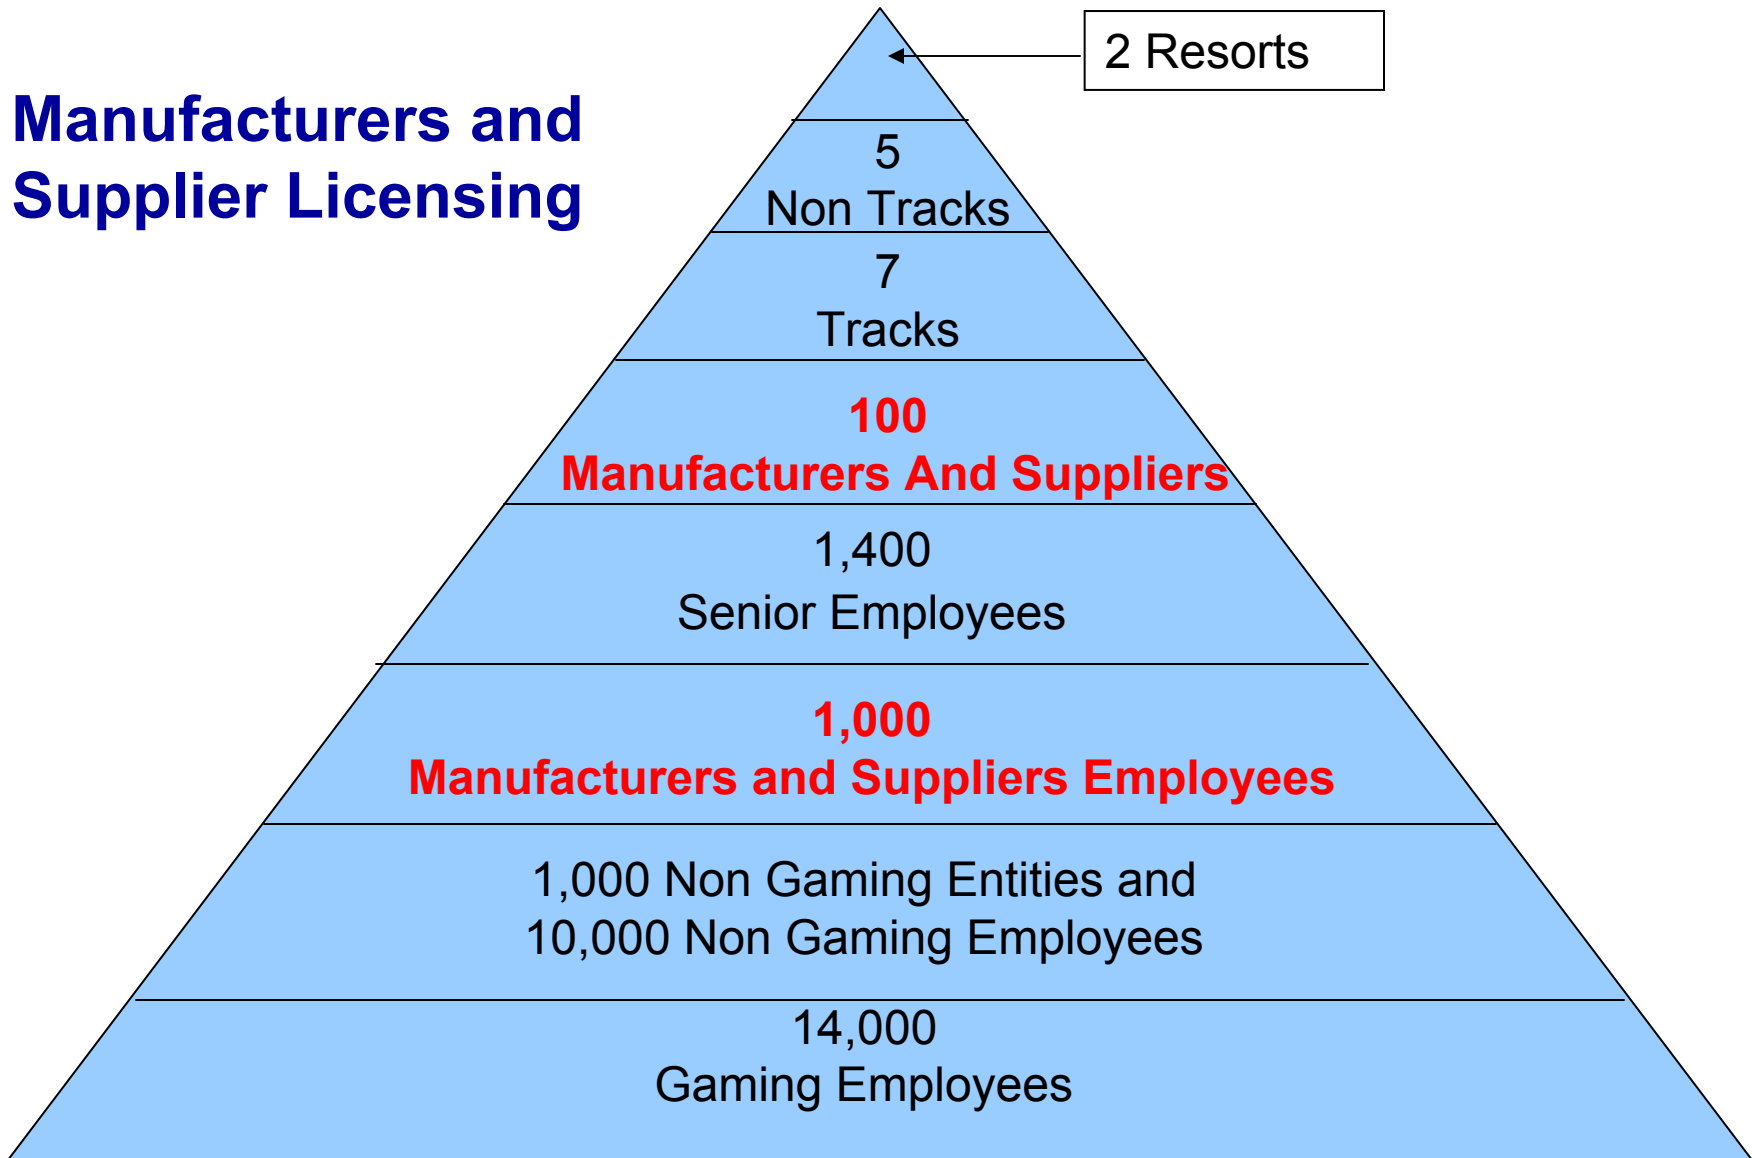 Manufacturers and
Supplier Licensing
2 Resorts
5
Non Tracks
7
Tracks
100
Manufacturers And Suppliers
1,400
Senior Employees
1,000
Manufacturers and Suppliers Employees
1,000 Non Gaming Entities and
10,000 Non Gaming Employees
14,000
Gaming Employees